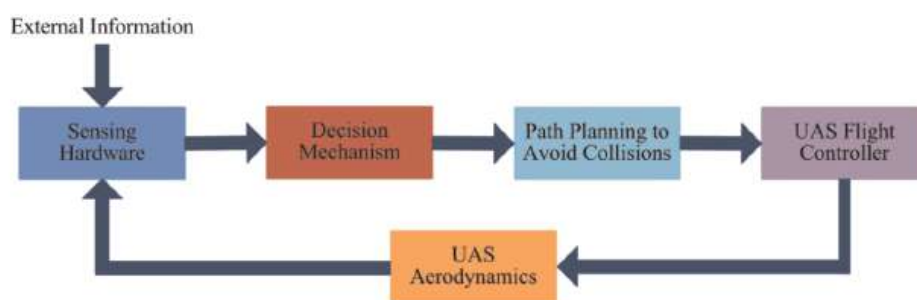 External Information
Sensing
Hardware
Decision
Mechanism
Path Planning to
Avoid Collisions
UAS Flight
Controller
UAS
Aerodynamics